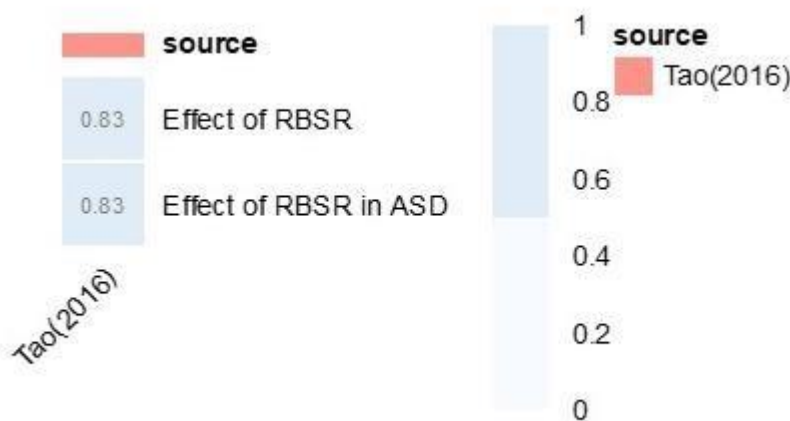 source
0.83 Effect of RBSR
0.83 Effect of RBSR in ASD
Tao(2016)
1
0.8
0.6
0.4
0.2
0
source
Tao(2016)